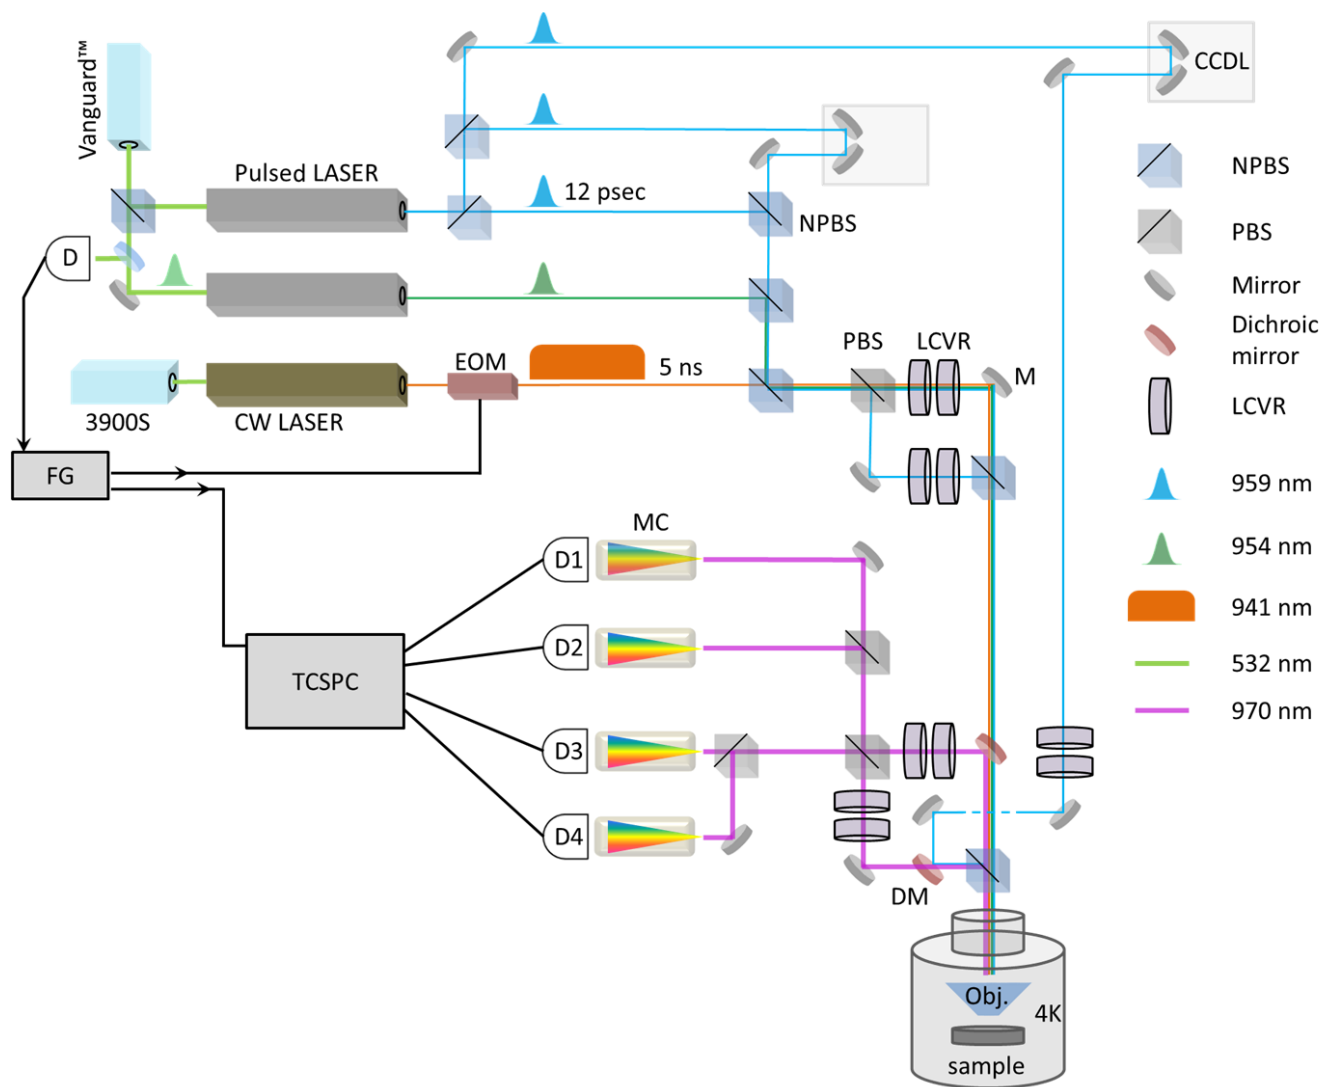 Vanguard™
CCDL
Pulsed LASER
NPBS
12 psec
NPBS
PBS
D
Mirror
Dichroic
mirror
PBS
LCVR
EOM
5 ns
M
3900S
CW LASER
LCVR
FG
959 nm
MC
D1
954 nm
941 nm
D2
TCSPC
532 nm
970 nm
D3
D4
DM
Obj.
4K
sample